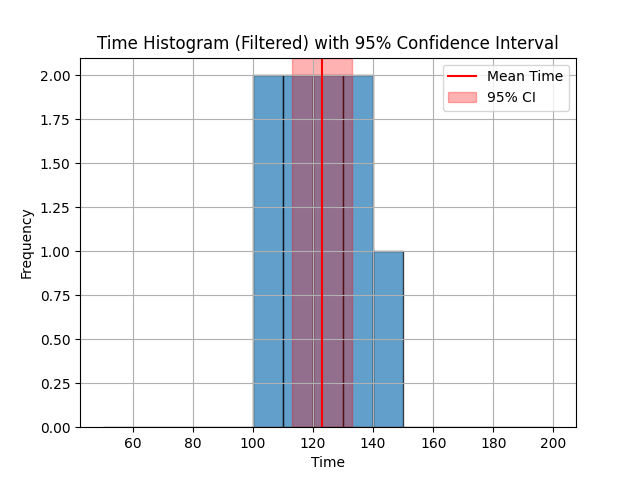 Time Histogram (Filtered) with 95% Confidence Interval
Mean Time
95% CI
2.00
1.75
1.50
1.25
1.00
0.75
0.50
0.25
0.00
Frequency
60 80 100 120 140 160 180 200
Time